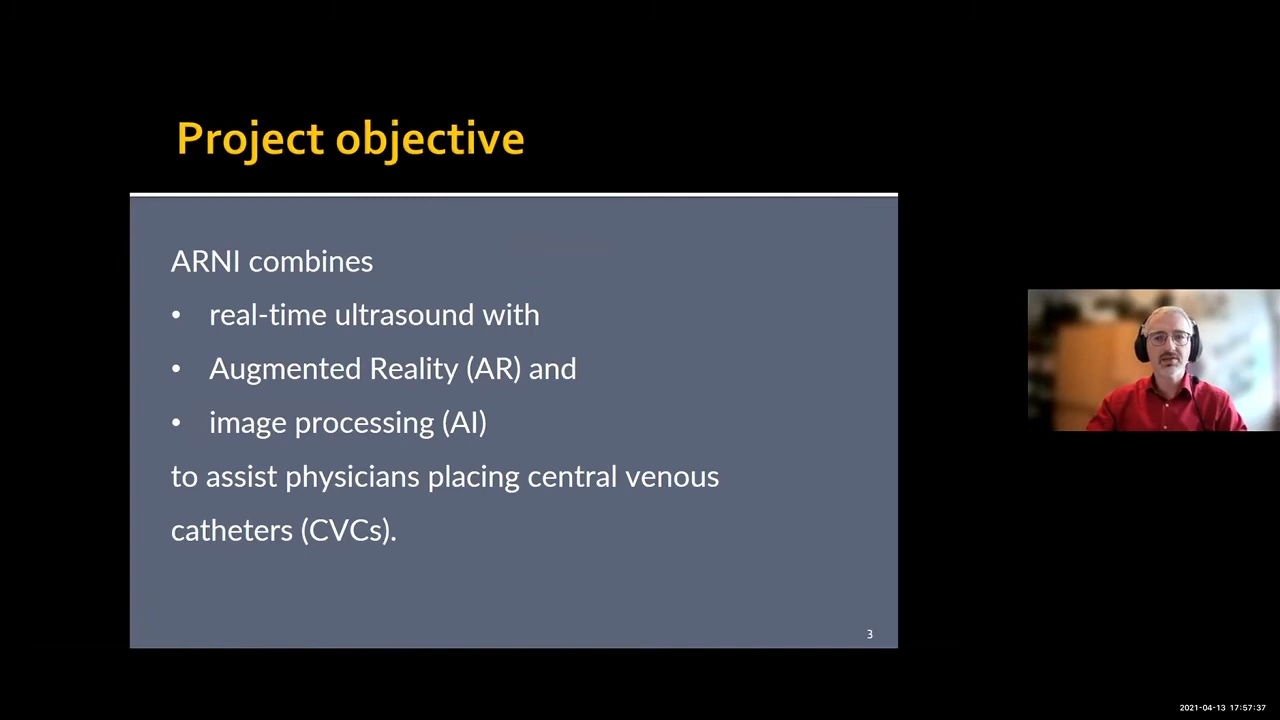 Project objective
ARNI combines
• real-time ultrasound with
• Augmented Reality (AR) and
• image processing (AI)
to assist physicians placing central venous
catheters (CVCs).
3
2021-04-13 17:57:37